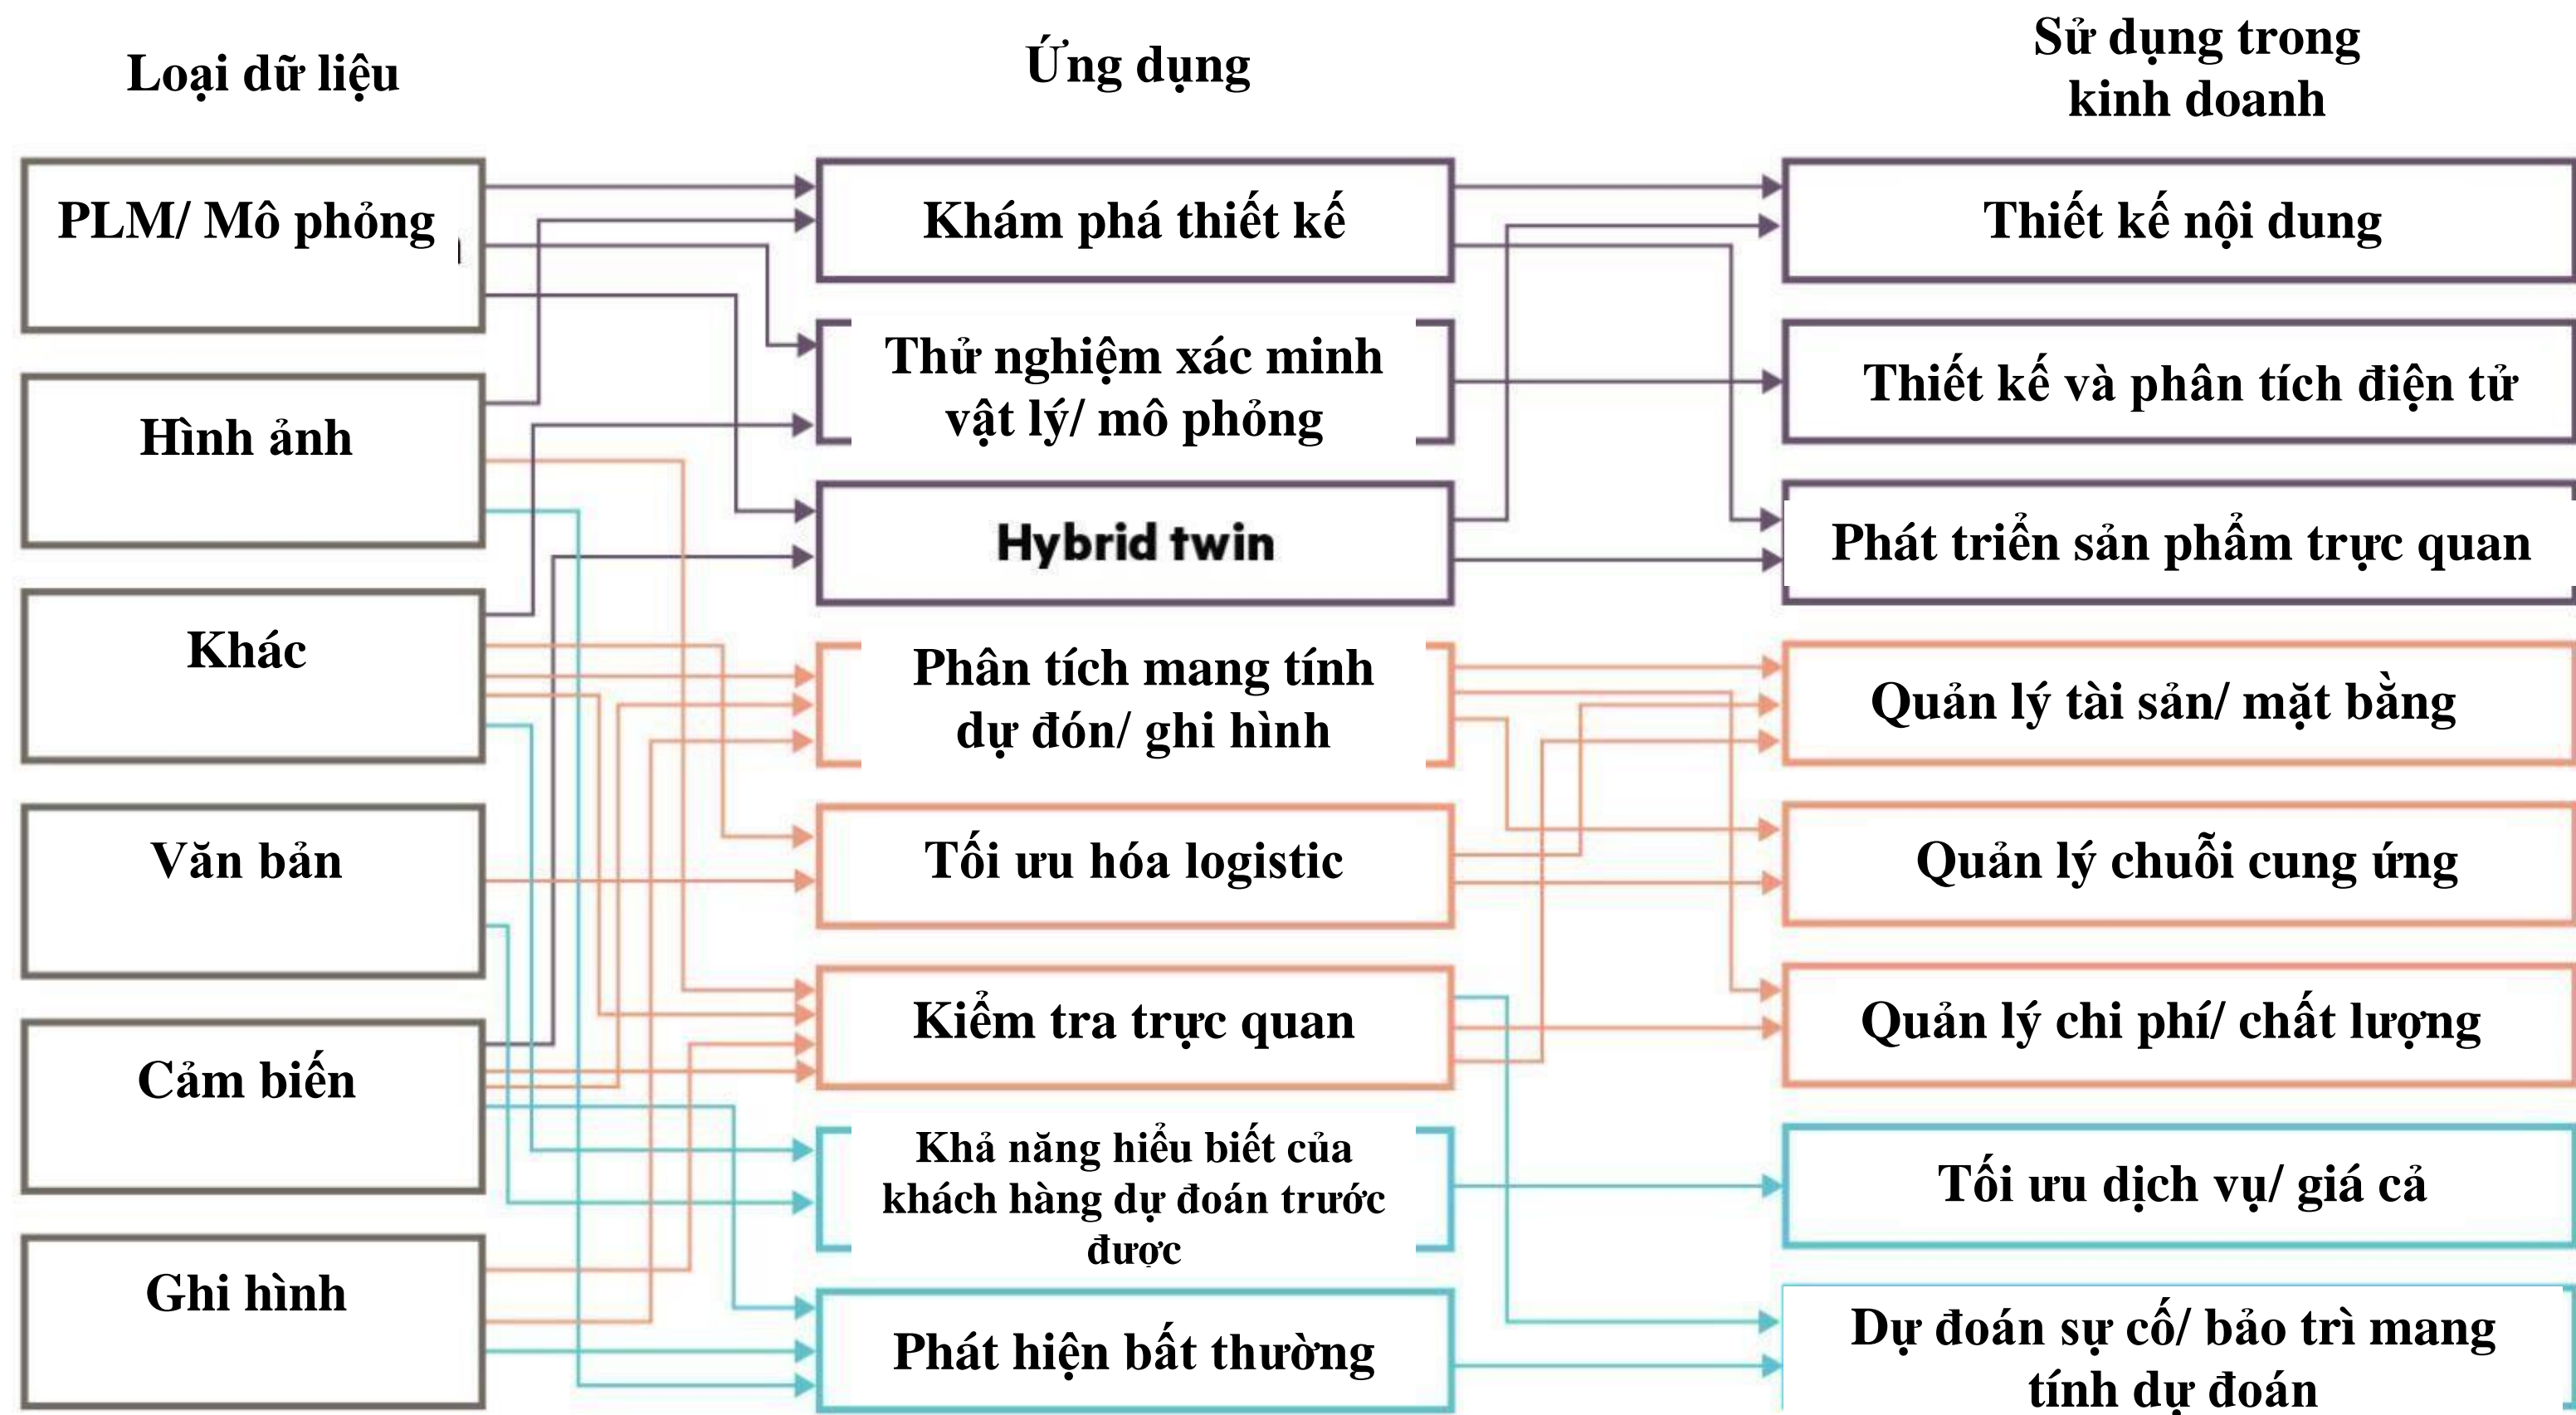 Loại dữ liệu
Ứng dụng
Sử dụng trong
kinh doanh
PLM/ Mô phỏng
Hình ảnh
Khác
Văn bản
Cảm biến
Ghi hình
Khám phá thiết kế
Thử nghiệm xác minh
vật lý/ mô phỏng
Hybrid twin
Phân tích mang tính
dự đón/ ghi hình
Tối ưu hóa logistic
Kiểm tra trực quan
Khả năng hiểu biết của
khách hàng dự đoán trước
được
Phát hiện bất thường
Thiết kế nội dung
Thiết kế và phân tích điện tử
Phát triển sản phẩm trực quan
Quản lý tài sản/ mặt bằng
Quản lý chuỗi cung ứng
Quản lý chi phí/ chất lượng
Tối ưu dịch vụ/ giá cả
Dự đoán sự cố/ bảo trì mang
tính dự đoán